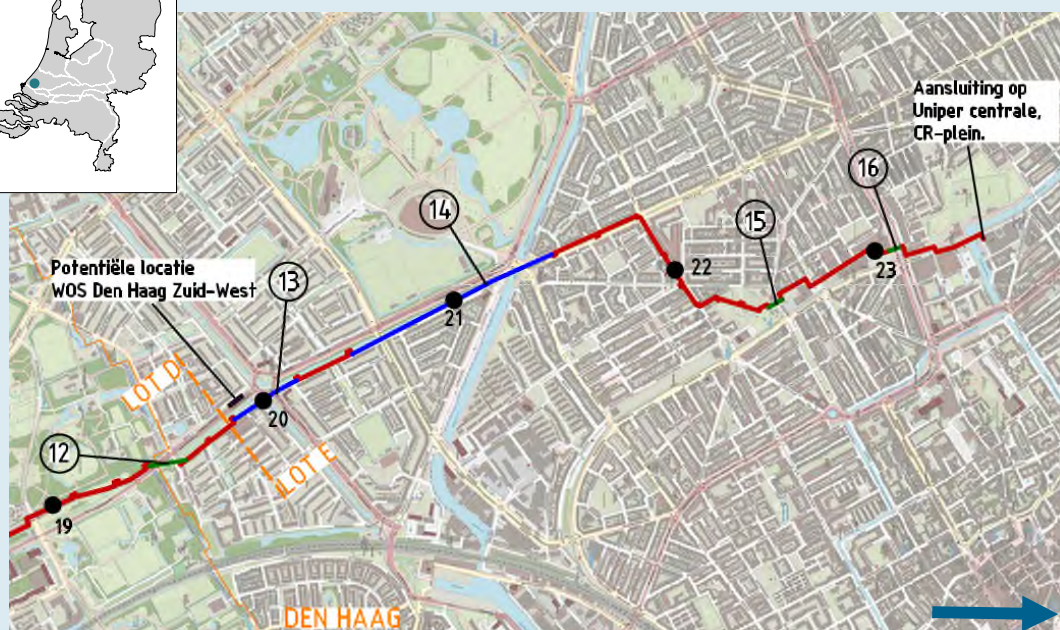 Aansluiting op
Uniper centrale,
CR-plein.
16
14
15
22
23
Potentiële locatie
WOS Den Haag Zuid-West
13
21
LOT D
20
12
LOT E
19
DEN HAAG